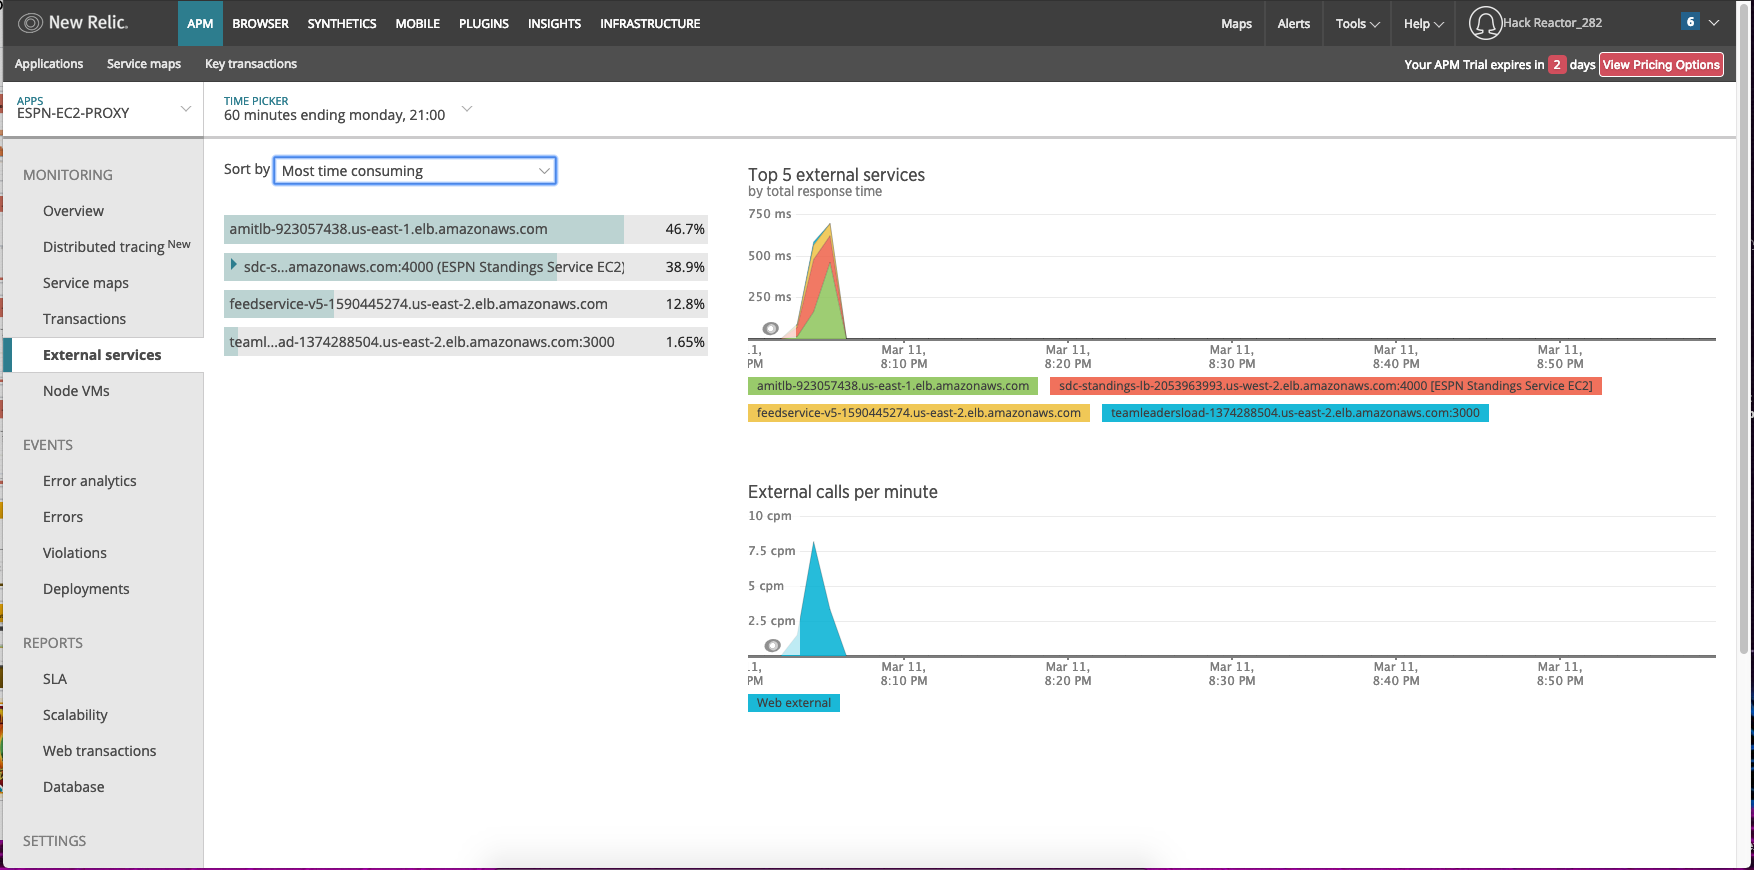 New Relic.
APM BROWSER SYNTHETICS MOBILE PLUGINS INSIGHTS INFRASTRUCTURE
Maps Alerts Tools Help Hack Reactor_282 6
Applications Service maps Key transactions
Your APM Trial expires in 2 days View Pricing Options
APPS
ESPN-EC2-PROXY
TIME PICKER
60 minutes ending monday, 21:00
MONITORING
Overview
Distributed tracing New
Service maps
Transactions
External services
Node VMs
EVENTS
Error analytics
Errors
Violations
Deployments
REPORTS
SLA
Scalability
Web transactions
Database
SETTINGS
Sort by Most time consuming
amitlb-923057438.us-east-1.elb.amazonaws.com 46.7%
sdc-s...amazonaws.com:4000 (ESPN Standings Service EC2) 38.9%
feedservice-v5-1590445274.us-east-2.elb.amazonaws.com 12.8%
teaml...ad-1374288504.us-east-2.elb.amazonaws.com:3000 1.65%
Top 5 external services
by total response time
750 ms
500 ms
250 ms
11, Mar 11, Mar 11, Mar 11, Mar 11, Mar 11,
PM 8:10 PM 8:20 PM 8:30 PM 8:40 PM 8:50 PM
amitlb-923057438.us-east-1.elb.amazonaws.com sdc-standings-lb-2053963993.us-west-2.elb.amazonaws.com:4000 [ESPN Standings Service EC2]
feedservice-v5-1590445274.us-east-2.elb.amazonaws.com teamleadersload-1374288504.us-east-2.elb.amazonaws.com:3000
External calls per minute
10 cpm
7.5 cpm
5 cpm
2.5 cpm
11, Mar 11, Mar 11, Mar 11, Mar 11, Mar 11,
PM 8:10 PM 8:20 PM 8:30 PM 8:40 PM 8:50 PM
Web external